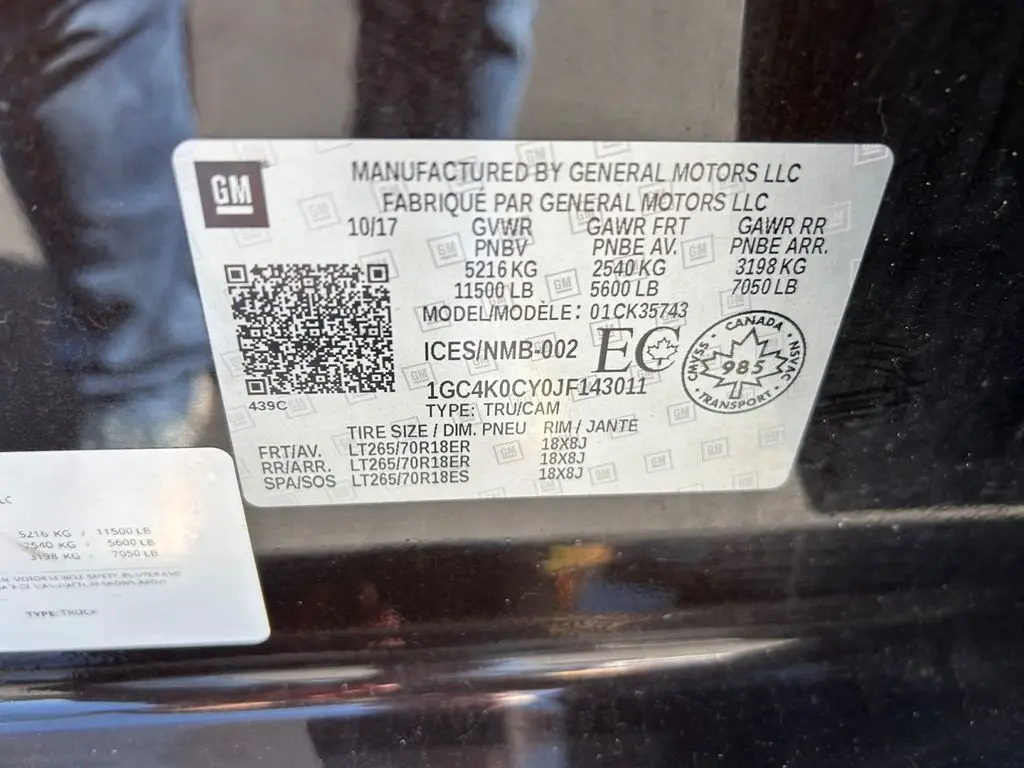 GM
MANUFACTURED BY GENERAL MOTORS LLC
FABRIQUÉ PAR GENERAL MOTORS LLC
10/17 GVWR GAWR FRT GAWR RR
PNBV PNBE AV. PNBE ARR.
5216 KG 2540 KG 3198 KG
11500 LB 5600 LB 7050 LB
MODEL/MODÈLE: 01CK35743
ICES/NMB-002 EC
CANADA
CMVSS 985 NSVAC
TRANSPORT
1GC4K0CY0JF143011
439C
TYPE: TRU/CAM
TIRE SIZE / DIM. PNEU RIM / JANTE
FRT/AV. LT265/70R18ER 18X8J
RR/ARR. LT265/70R18ER 18X8J
SPA/SOS LT265/70R18ES 18X8J
LC
5216 KG / 11500 LB
2540 KG / 5600 LB
3198 KG / 7050 LB
TYPE: TRUCK